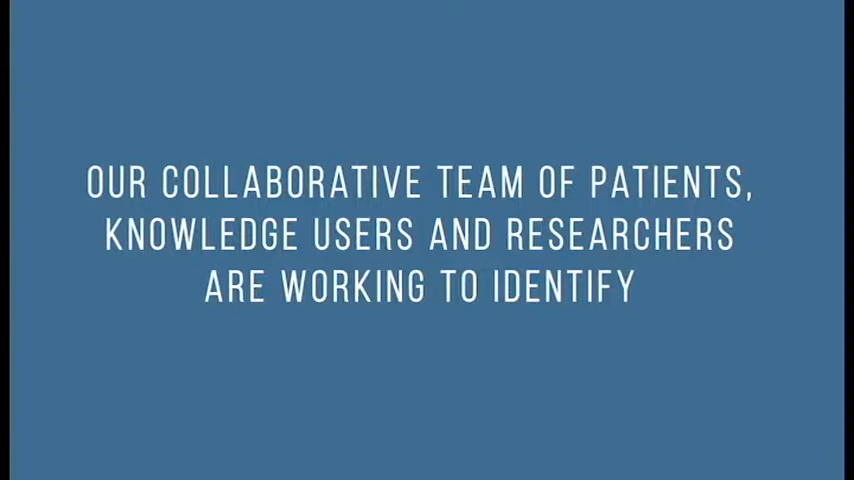 OUR COLLABORATIVE TEAM OF PATIENTS,
KNOWLEDGE USERS AND RESEARCHERS
ARE WORKING TO IDENTIFY